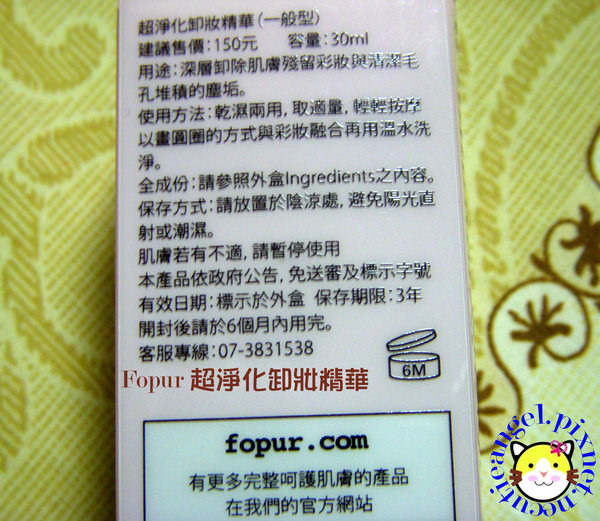 超淨化卸妝精華(一般型)
建議售價:150元 容量:30ml
用途:深層卸除肌膚殘留彩妝與清潔毛
孔堆積的塵垢。
使用方法:乾濕兩用,取適量,輕輕按摩
以畫圓圈的方式與彩妝融合再用溫水洗
淨。
全成份:請參照外盒Ingredients之內容。
保存方式:請放置於陰涼處,避免陽光直
射或潮濕。
肌膚若有不適,請暫停使用
本產品依政府公告,免送審及標示字號
有效日期:標示於外盒 保存期限:3年
開封後請於6個月內用完。
客服專線:07-3831538
6M
Fopur 超淨化卸妝精華
fopur.com
有更多完整呵護肌膚的產品
在我們的官方網站
necutieangel.pixnet.net